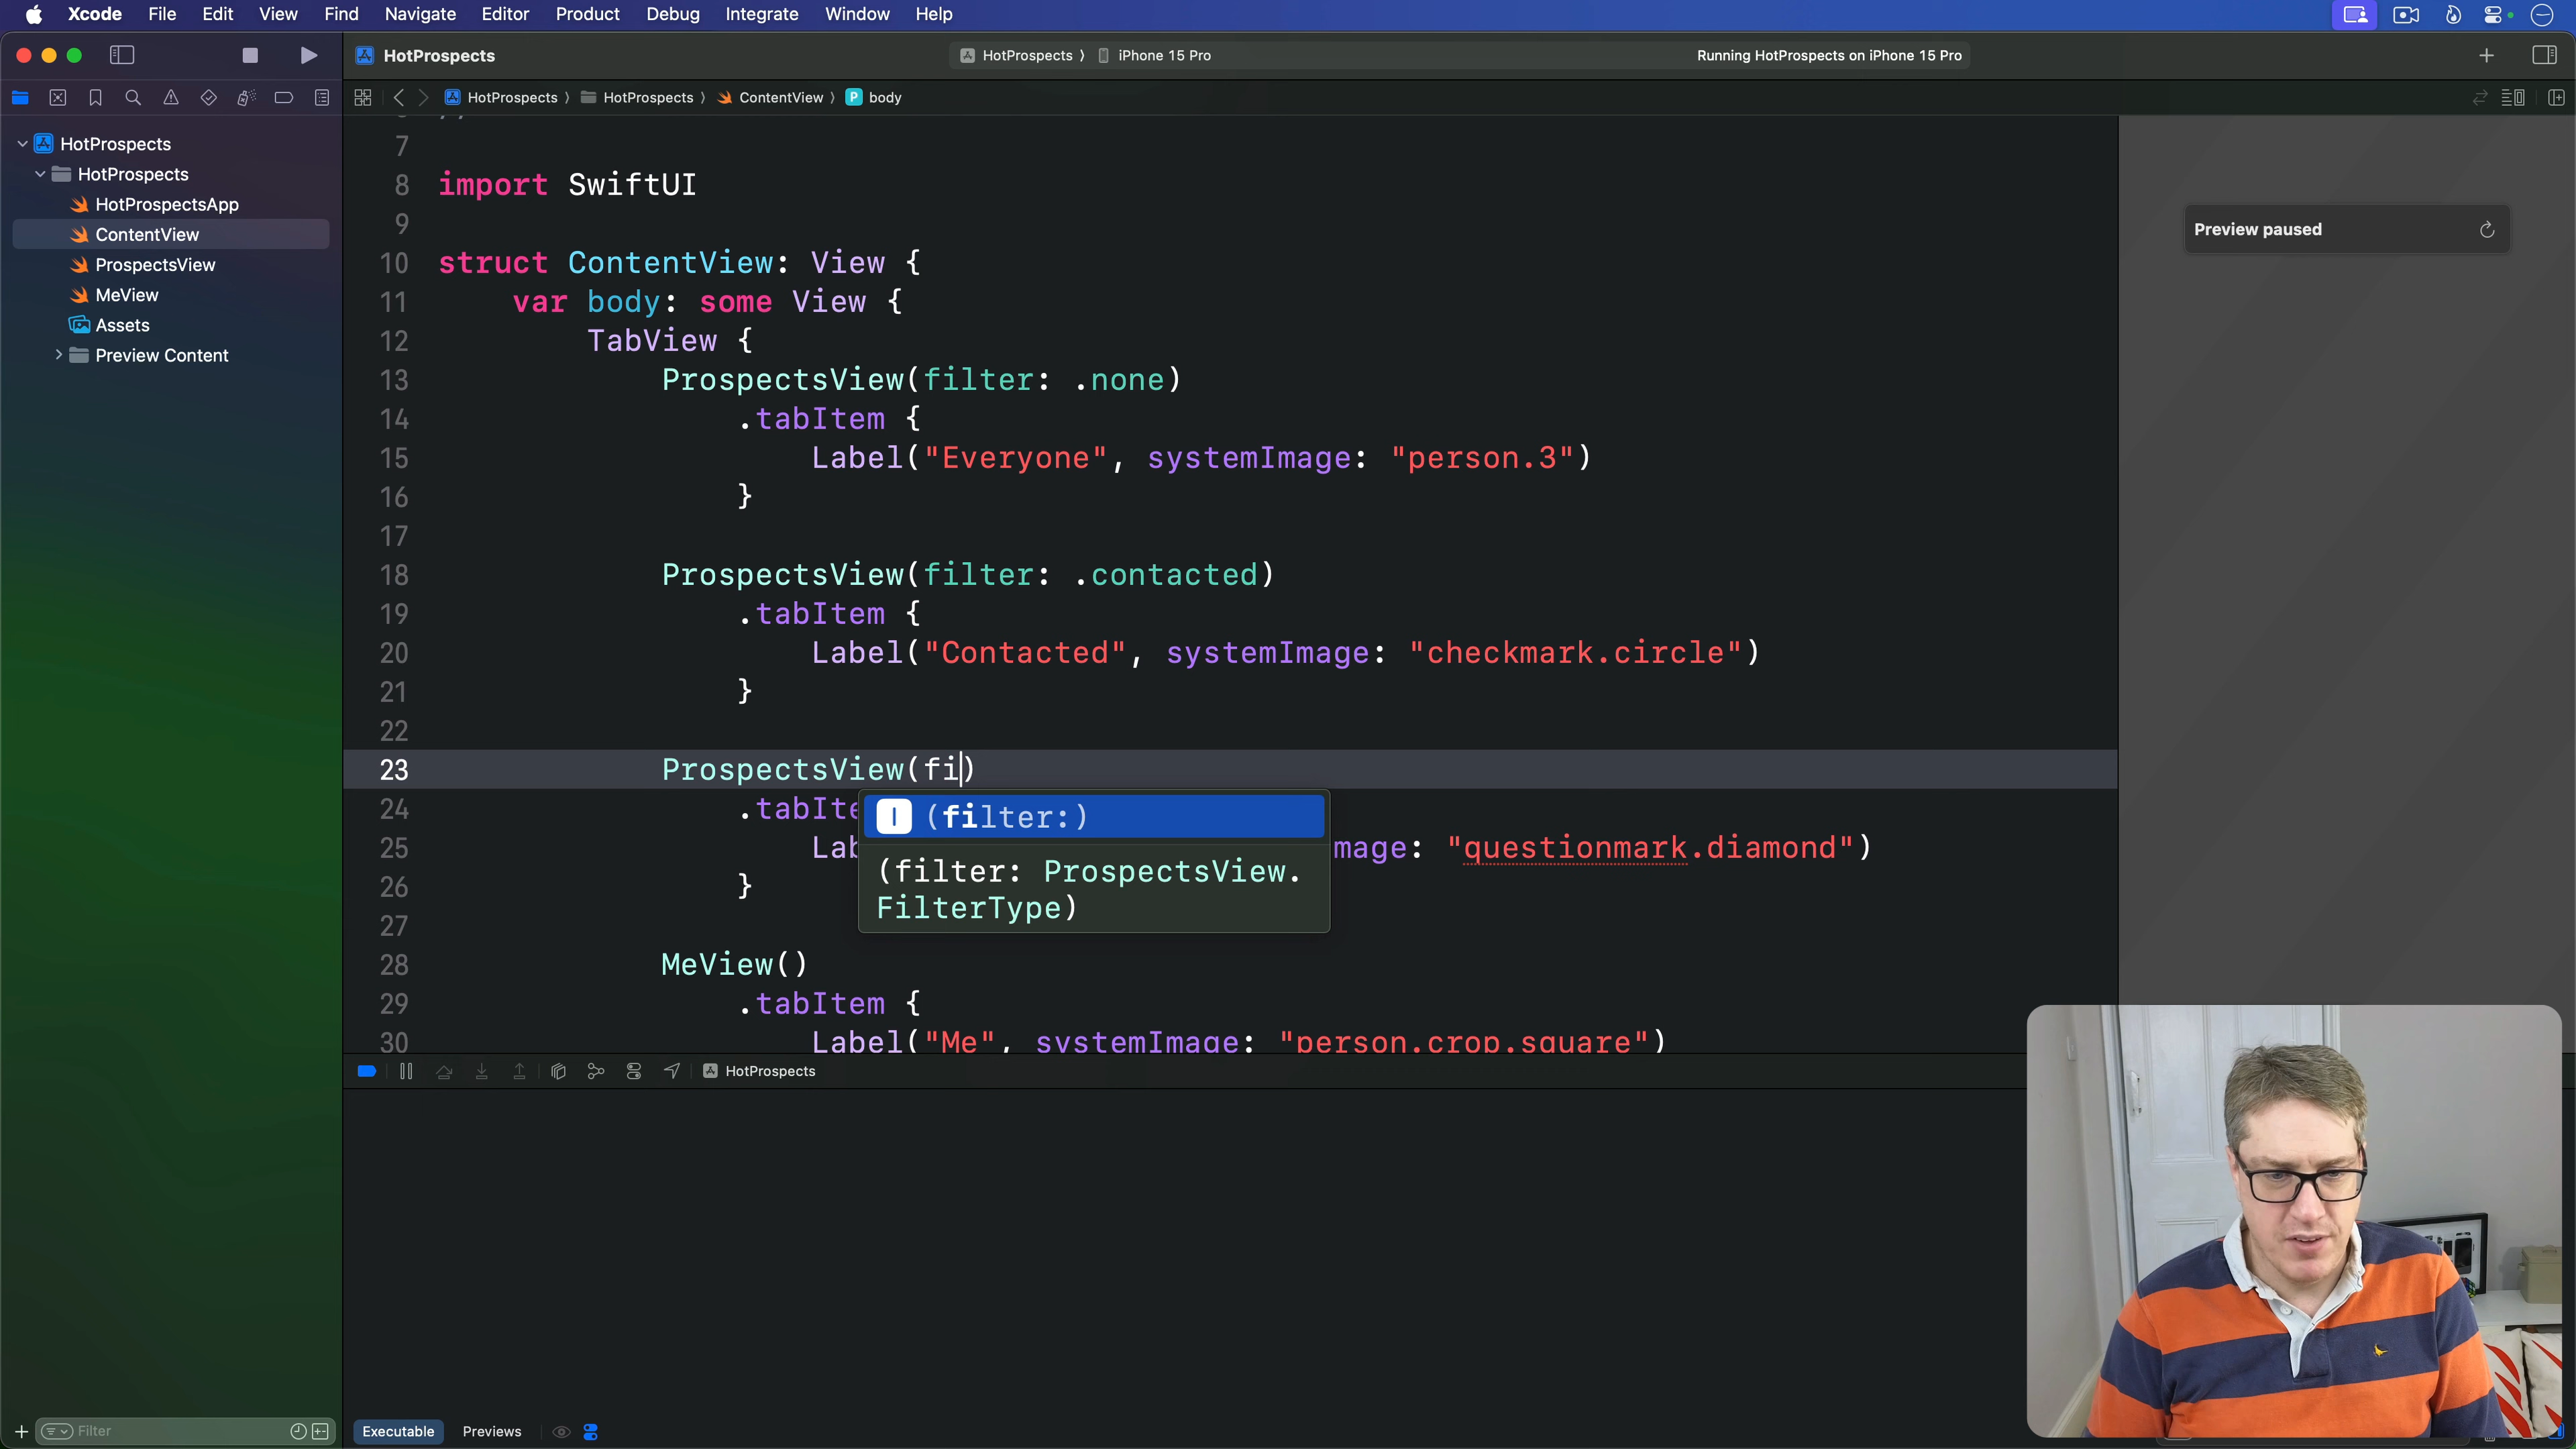 Xcode File Edit View Find Navigate Editor Product Debug Integrate Window Help
HotProspects
HotProspects ⟩ iPhone 15 Pro
Running HotProspects on iPhone 15 Pro
HotProspects ⟩ HotProspects ⟩ ContentView ⟩ P body
HotProspects
HotProspects
HotProspectsApp
ContentView
ProspectsView
MeView
Assets
Preview Content
7
8 import SwiftUI
9
10 struct ContentView: View {
11 var body: some View {
12 TabView {
13 ProspectsView(filter: .none)
14 .tabItem {
15 Label("Everyone", systemImage: "person.3")
16 }
17
18 ProspectsView(filter: .contacted)
19 .tabItem {
20 Label("Contacted", systemImage: "checkmark.circle")
21 }
22
23 ProspectsView(fi)
24 .tabIte
25 Lab mage: "questionmark.diamond")
26 }
27
28 MeView()
29 .tabItem {
30 Label("Me", systemImage: "person.crop.square")
I (filter:)
(filter: ProspectsView.
FilterType)
Preview paused
HotProspects
Filter
Executable Previews